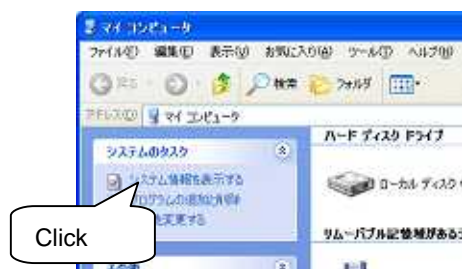 マイ コンピュータ
ファイル(F) 編集(E) 表示(V) お気に入り(A) ツール(T) ヘルプ(H)
戻る 検索 フォルダ
アドレス(D) マイ コンピュータ
ハード ディスク ドライブ
システムのタスク
システム情報を表示する
ローカル ディスク
プログラムの追加と削除
を変更する
リムーバブル記憶域がある
Click